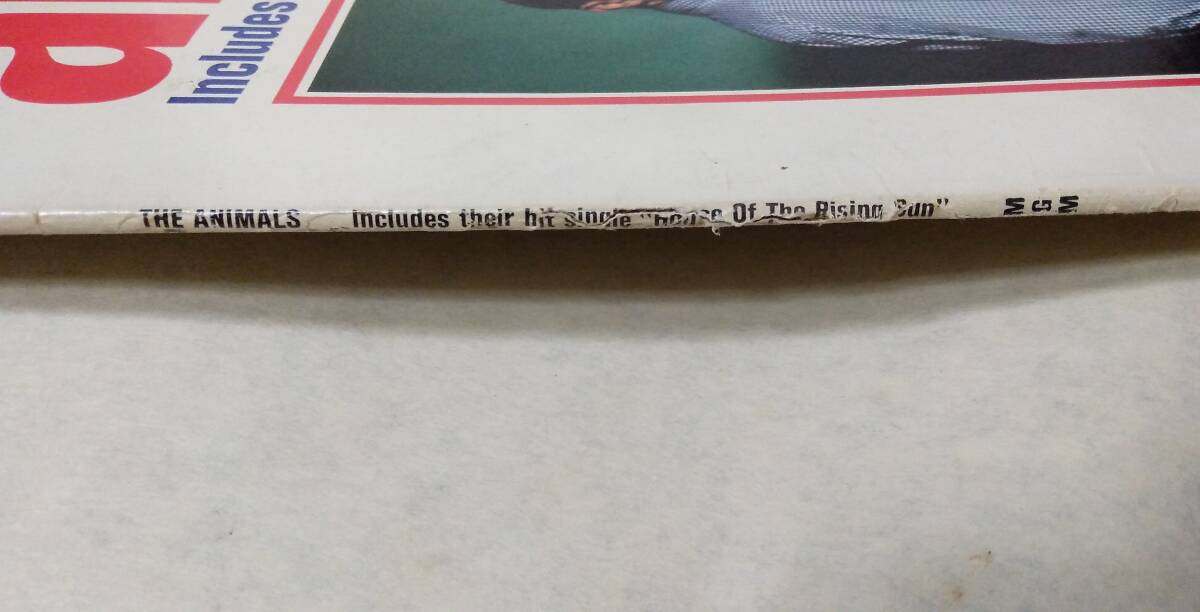 Includes
THE ANIMALS Includes their hit single "House Of The Rising Sun" MGM